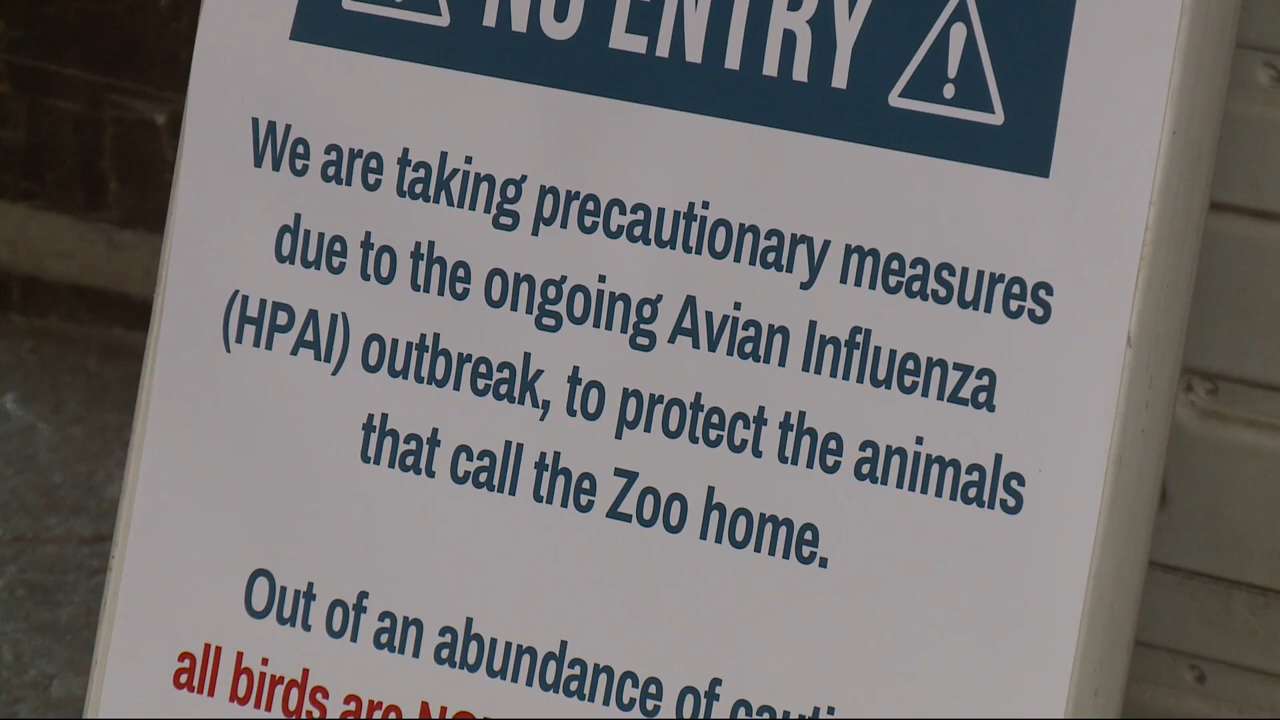 NO ENTRY
We are taking precautionary measures
due to the ongoing Avian Influenza
(HPAI) outbreak, to protect the animals
that call the Zoo home.
Out of an abundance of
all birds are